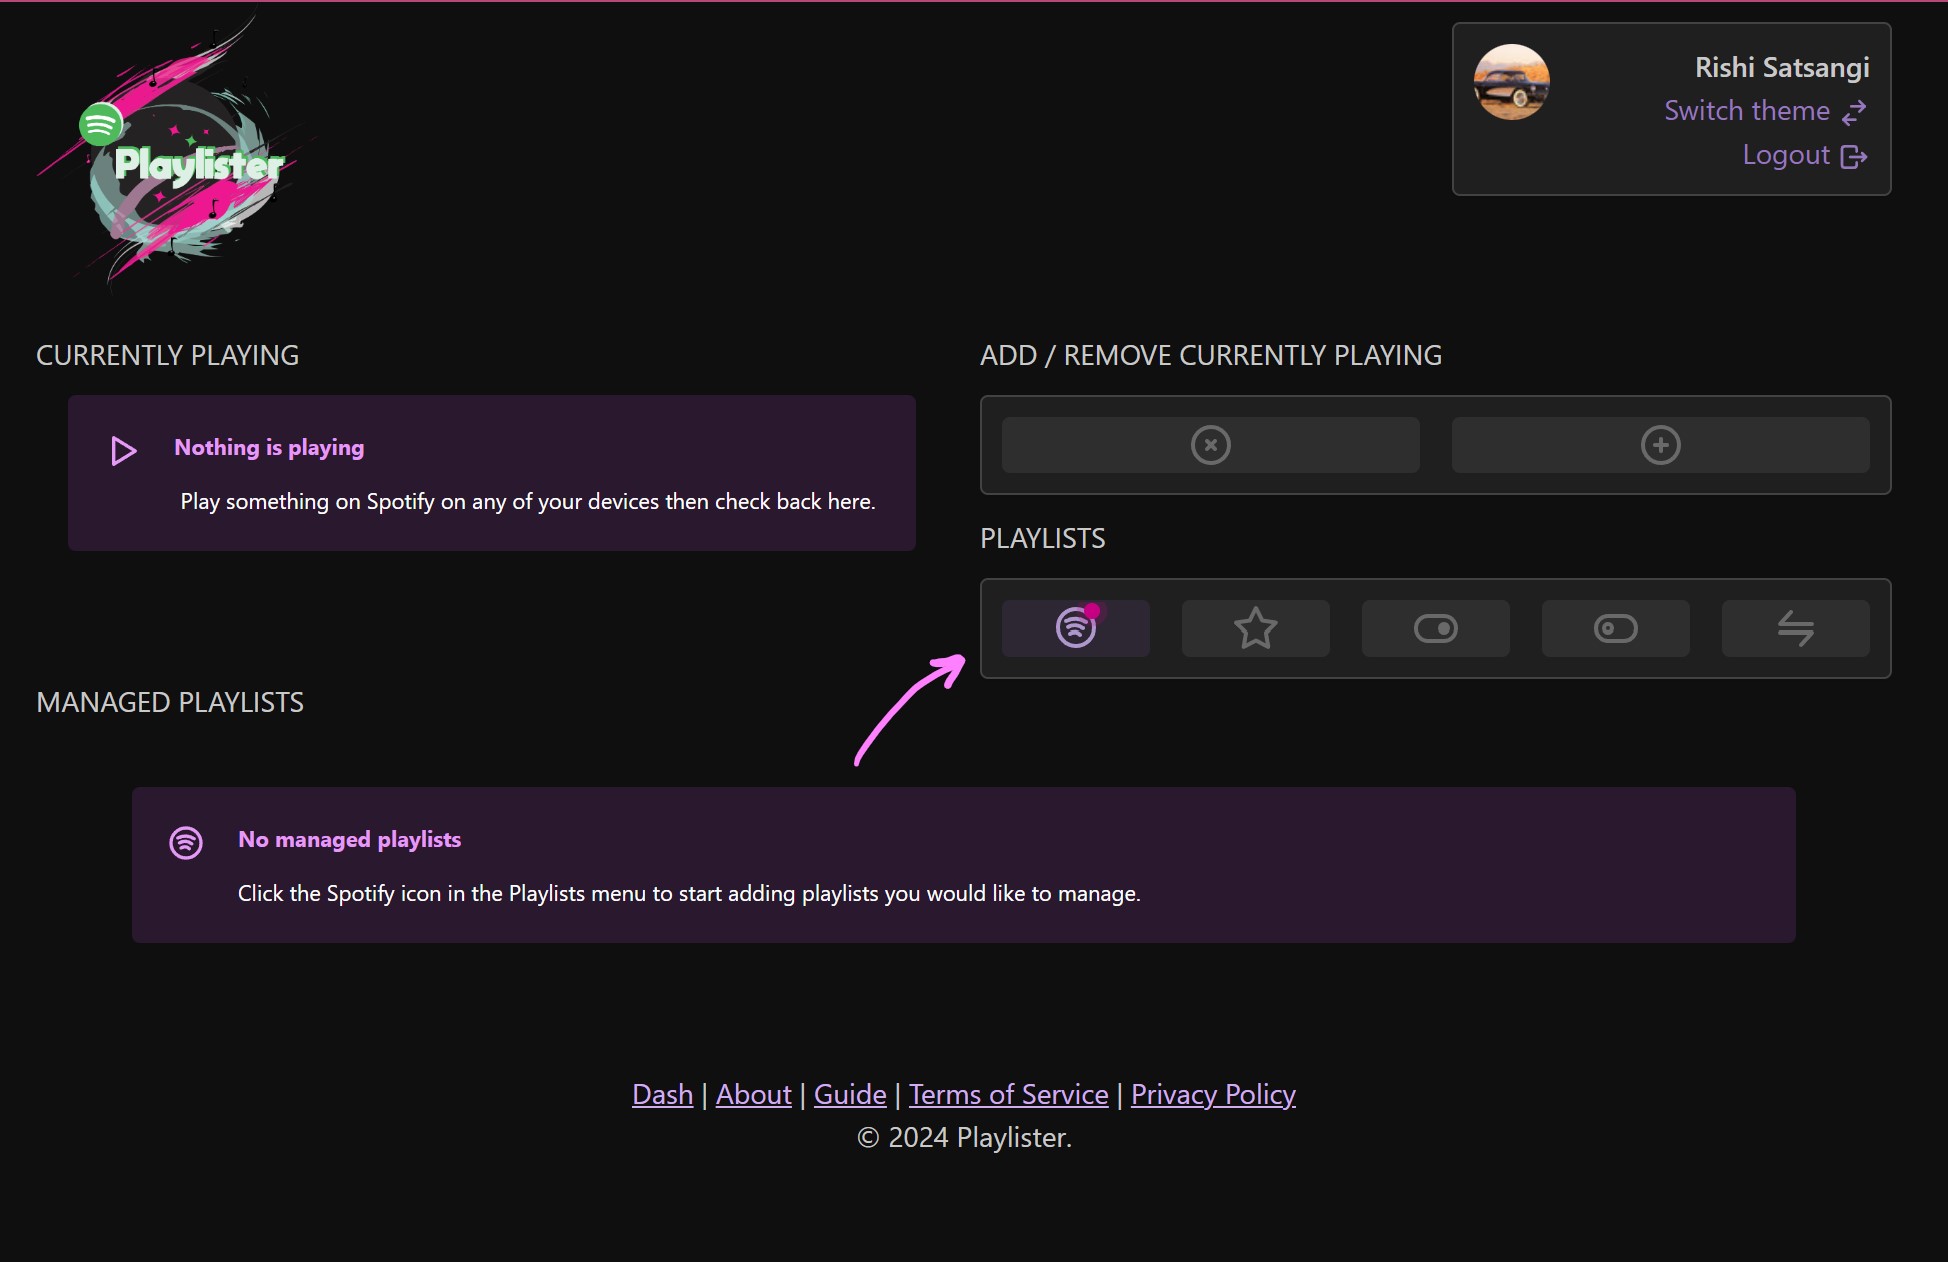 Playlister
Rishi Satsangi
Switch theme
Logout
CURRENTLY PLAYING
Nothing is playing
Play something on Spotify on any of your devices then check back here.
ADD / REMOVE CURRENTLY PLAYING
PLAYLISTS
MANAGED PLAYLISTS
No managed playlists
Click the Spotify icon in the Playlists menu to start adding playlists you would like to manage.
Dash | About | Guide | Terms of Service | Privacy Policy
© 2024 Playlister.